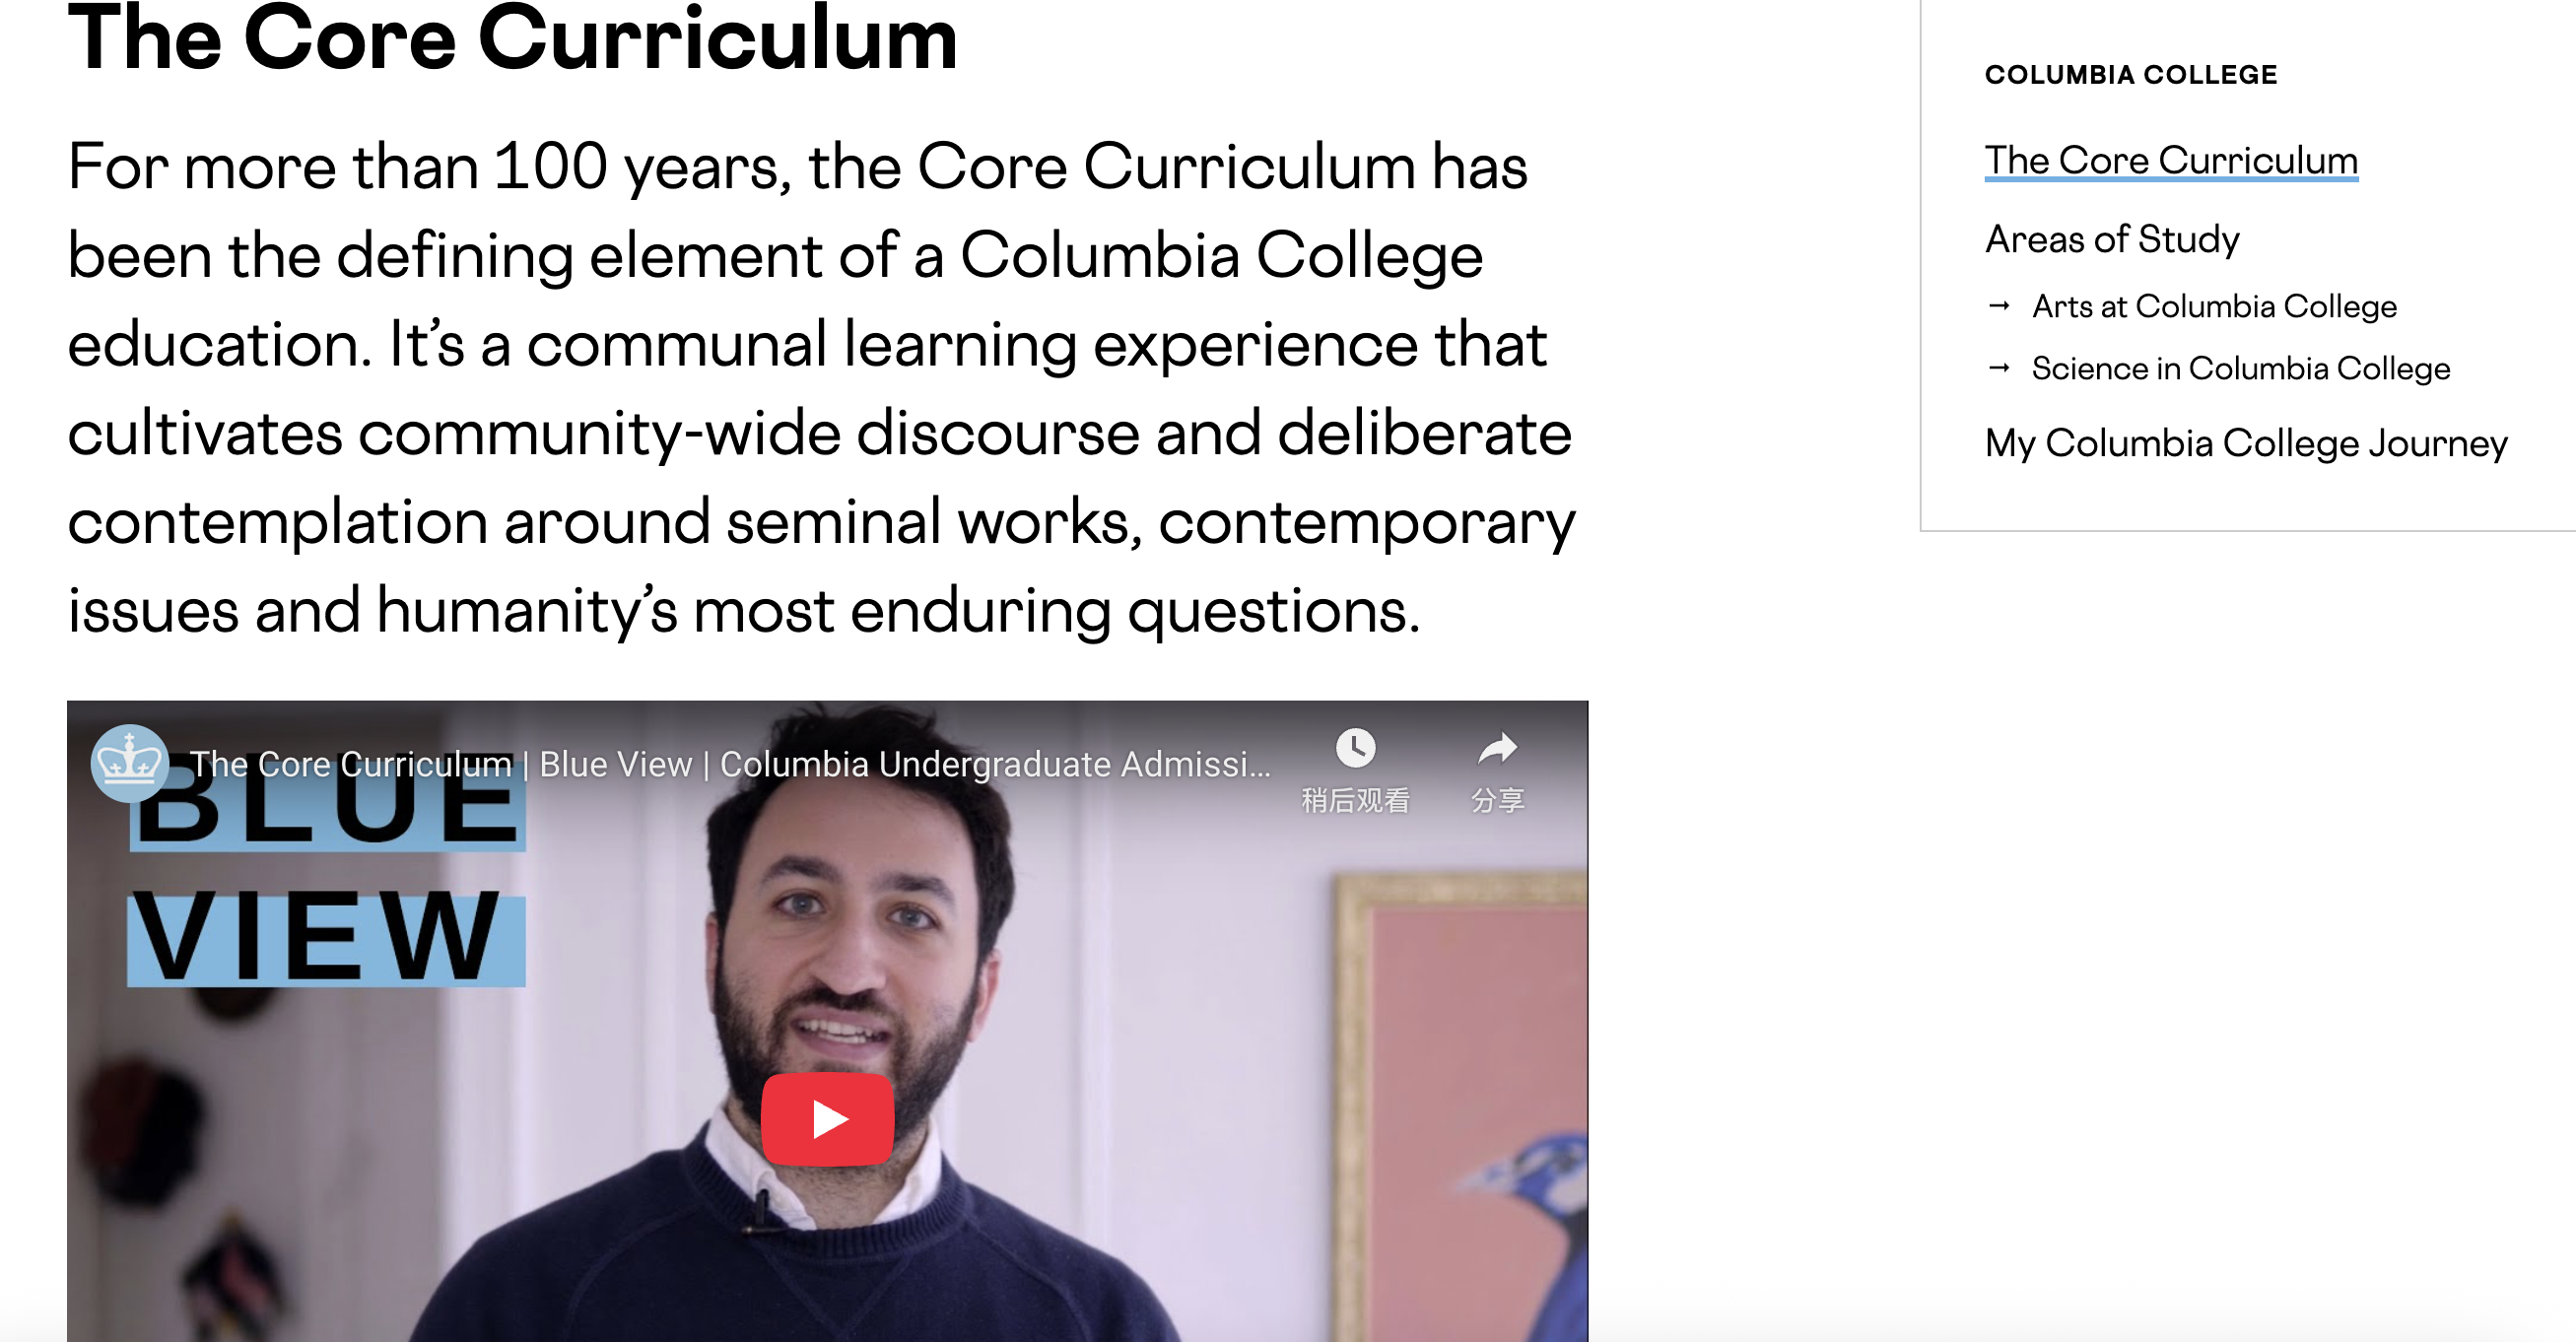 The Core Curriculum
For more than 100 years, the Core Curriculum has
been the defining element of a Columbia College
education. It’s a communal learning experience that
cultivates community-wide discourse and deliberate
contemplation around seminal works, contemporary
issues and humanity’s most enduring questions.
COLUMBIA COLLEGE
The Core Curriculum
Areas of Study
→ Arts at Columbia College
→ Science in Columbia College
My Columbia College Journey
The Core Curriculum | Blue View | Columbia Undergraduate Admissi...
稍后观看
分享
BLUE
VIEW